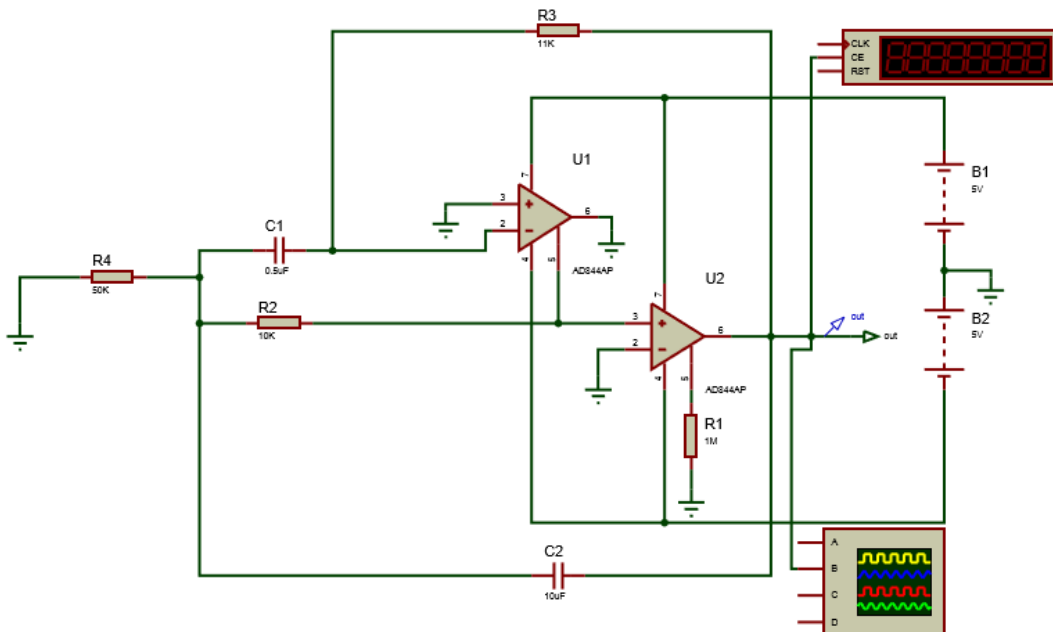 R3
11K
CLK
CE
RST
U1
7
3
2
6
4
5
AD844AP
B1
5V
C1
0.5uF
R4
50K
R2
10K
U2
7
3
2
6
4
5
AD844AP
out
out
B2
5V
R1
1M
C2
10uF
A
B
C
D